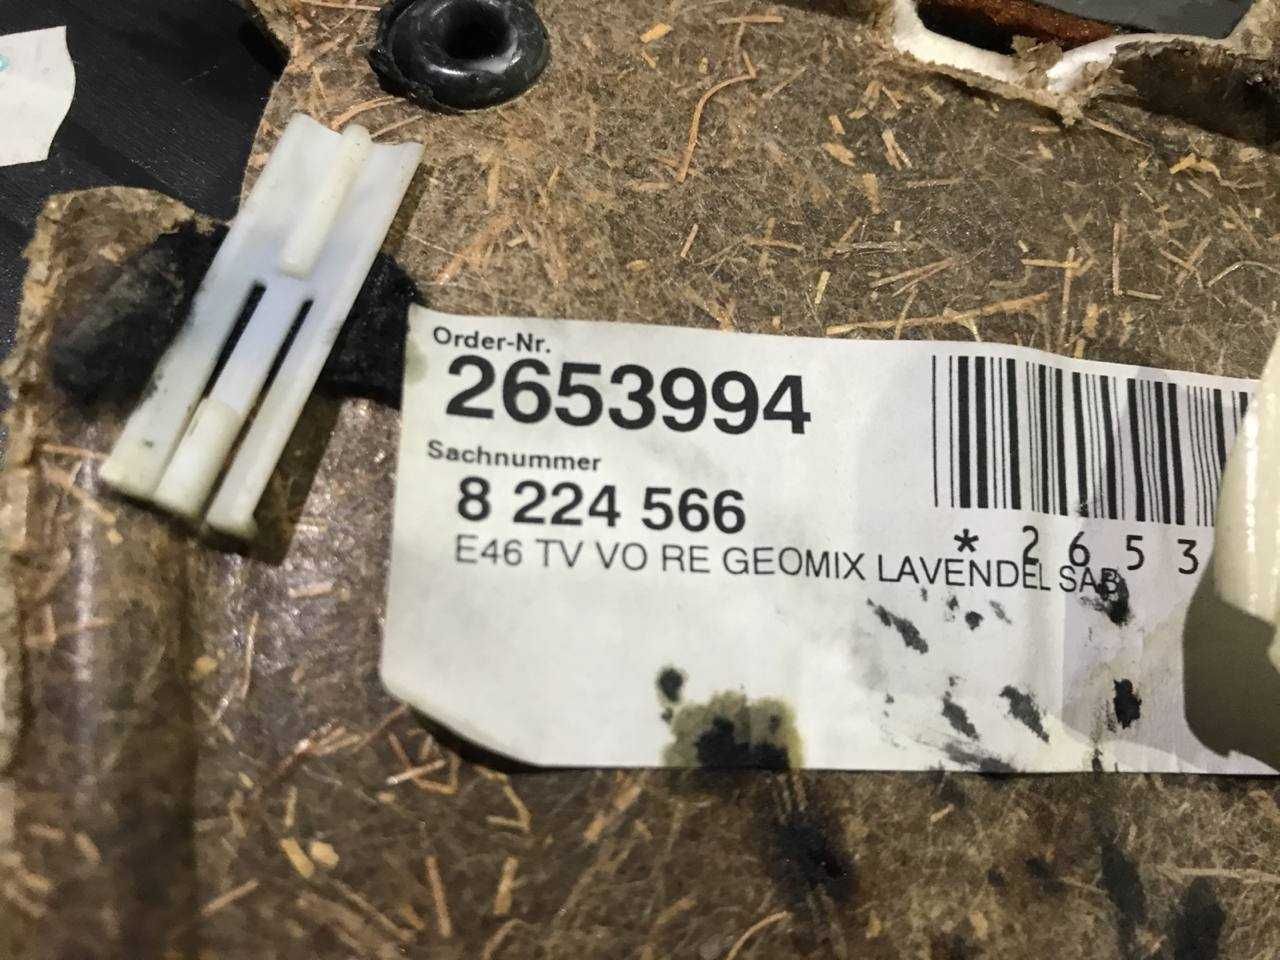 Order-Nr.
2653994
Sachnummer
8 224 566
* 2 6 5 3
E46 TV VO RE GEOMIX LAVENDEL SAB